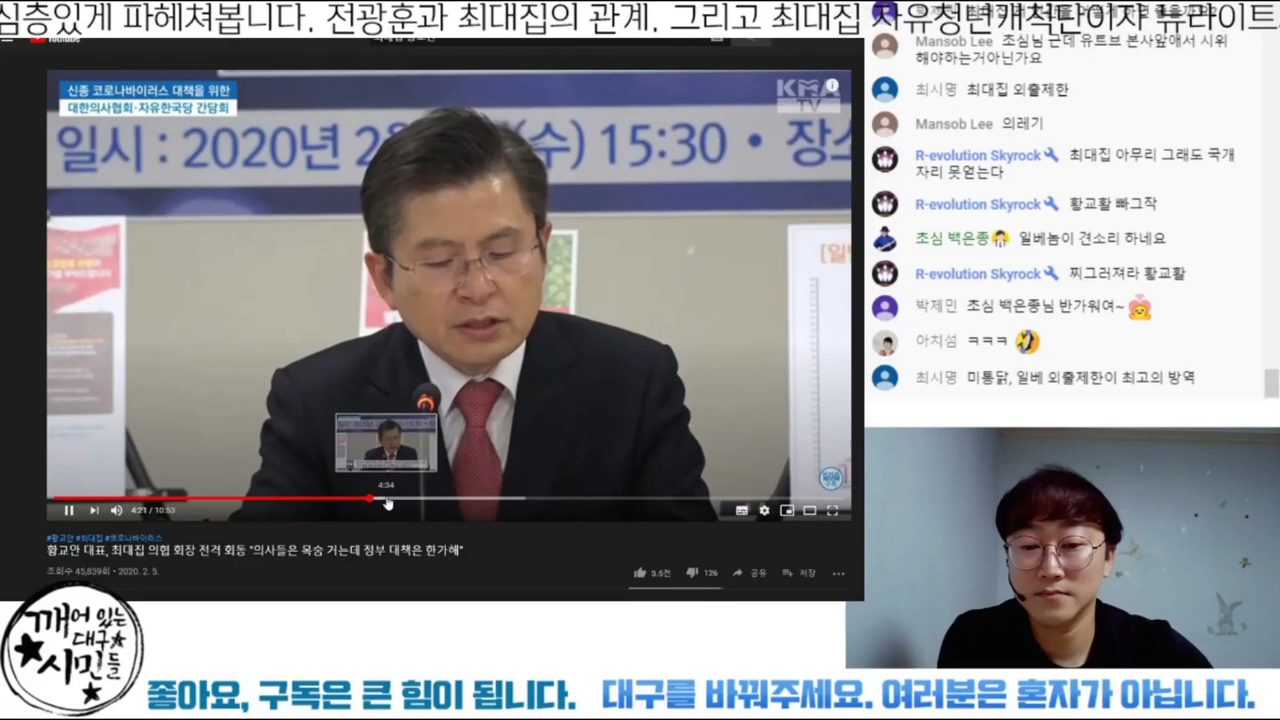 심층있게 파헤쳐봅니다. 전광훈과 최대집의 관계. 그리고 최대집 자유청년개척단이자 뉴라이트
YouTube
신종 코로나바이러스 대책을 위한
대한의사협회·자유한국당 간담회
KMA
TV
일시 : 2020년 2 (수) 15:30 • 장소
[일반
4:34
4:21 / 10:53
#황교안 #최대집 #코로나바이러스
황교안 대표, 최대집 의협 회장 전격 회동 "의사들은 목숨 거는데 정부 대책은 한가해"
조회수 45,839회 • 2020. 2. 5.
3.5천
126
공유
저장
Mansob Lee 초심님 근데 유트브 본사앞애서 시위
해야하는거아닌가요
최시명 최대집 외출제한
Mansob Lee 의레기
R-evolution Skyrock 최대집 아무리 그래도 국개
자리 못얻는다
R-evolution Skyrock 황교활 빠그작
초심 백은종 일베놈이 견소리 하네요
R-evolution Skyrock 찌그러져라 황교활
박제민 초심 백은종님 반가워여~
아치섬 ㅋㅋㅋ
최시명 미통닭, 일베 외출제한이 최고의 방역
깨어 있는
대구
시민들
좋아요, 구독은 큰 힘이 됩니다. 대구를 바꿔주세요. 여러분은 혼자가 아닙니다.